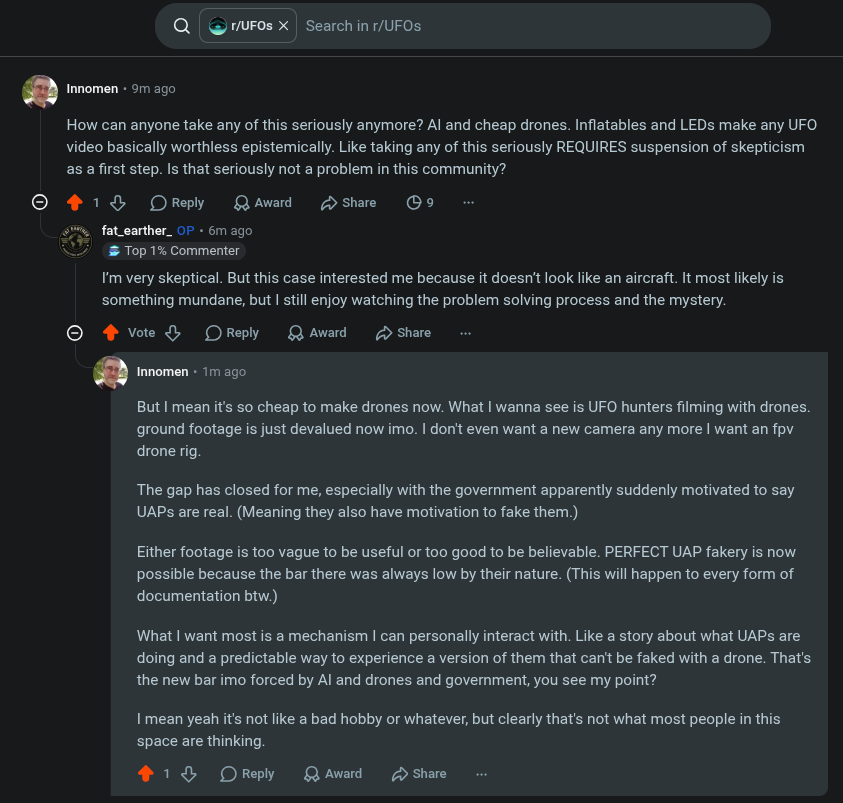 r/UFOs
Search in r/UFOs
Innomen • 9m ago
How can anyone take any of this seriously anymore? AI and cheap drones. Inflatables and LEDs make any UFO
video basically worthless epistemically. Like taking any of this seriously REQUIRES suspension of skepticism
as a first step. Is that seriously not a problem in this community?
1 Reply Award Share 9 ...
fat_earther_ OP • 6m ago
Top 1% Commenter
I’m very skeptical. But this case interested me because it doesn’t look like an aircraft. It most likely is
something mundane, but I still enjoy watching the problem solving process and the mystery.
Vote Reply Award Share ...
Innomen • 1m ago
But I mean it's so cheap to make drones now. What I wanna see is UFO hunters filming with drones.
ground footage is just devalued now imo. I don't even want a new camera any more I want an fpv
drone rig.
The gap has closed for me, especially with the government apparently suddenly motivated to say
UAPs are real. (Meaning they also have motivation to fake them.)
Either footage is too vague to be useful or too good to be believable. PERFECT UAP fakery is now
possible because the bar there was always low by their nature. (This will happen to every form of
documentation btw.)
What I want most is a mechanism I can personally interact with. Like a story about what UAPs are
doing and a predictable way to experience a version of them that can't be faked with a drone. That's
the new bar imo forced by AI and drones and government, you see my point?
I mean yeah it's not like a bad hobby or whatever, but clearly that's not what most people in this
space are thinking.
1 Reply Award Share ...